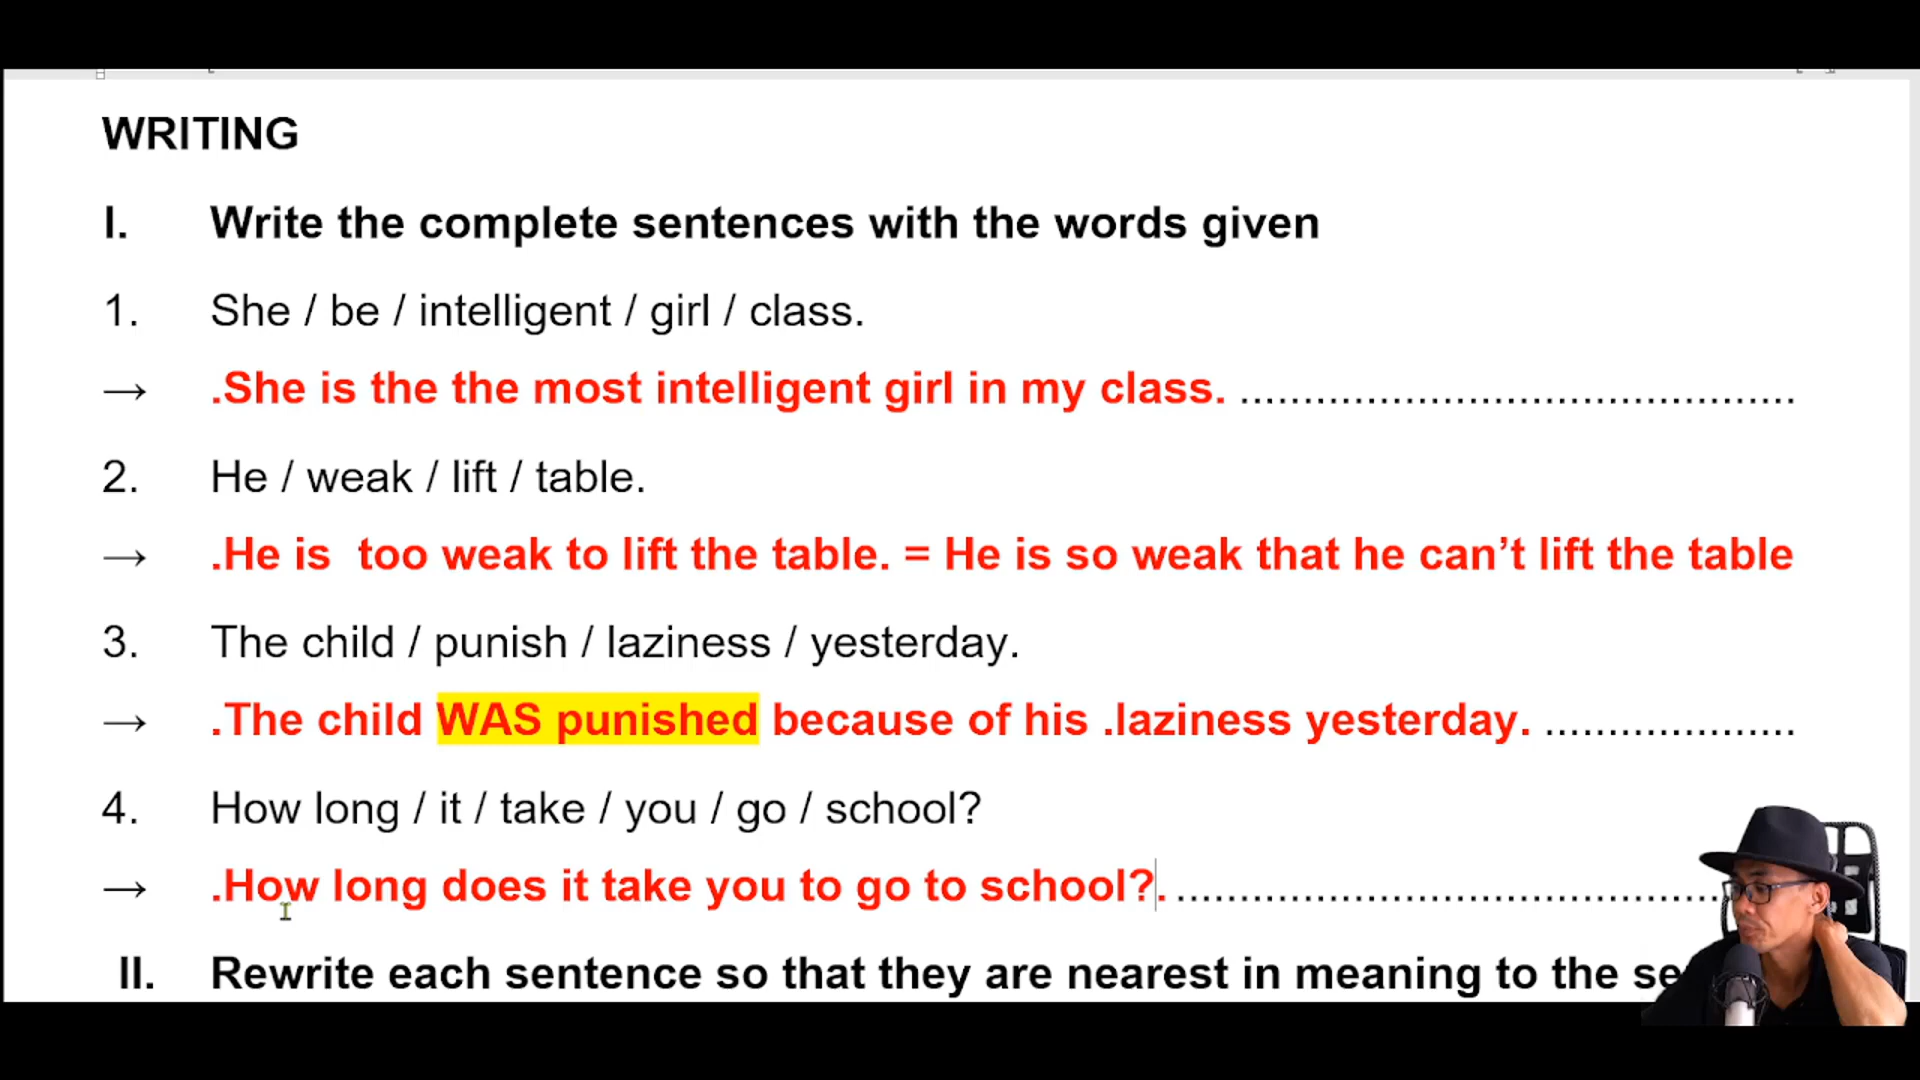 WRITING
I. Write the complete sentences with the words given
1. She / be / intelligent / girl / class.
→ .She is the the most intelligent girl in my class. ............................................
2. He / weak / lift / table.
→ .He is  too weak to lift the table. = He is so weak that he can’t lift the table
3. The child / punish / laziness / yesterday.
→ .The child WAS punished because of his .laziness yesterday. ....................
4. How long / it / take / you / go / school?
→ .How long does it take you to go to school?. ............................................
II. Rewrite each sentence so that they are nearest in meaning to the se